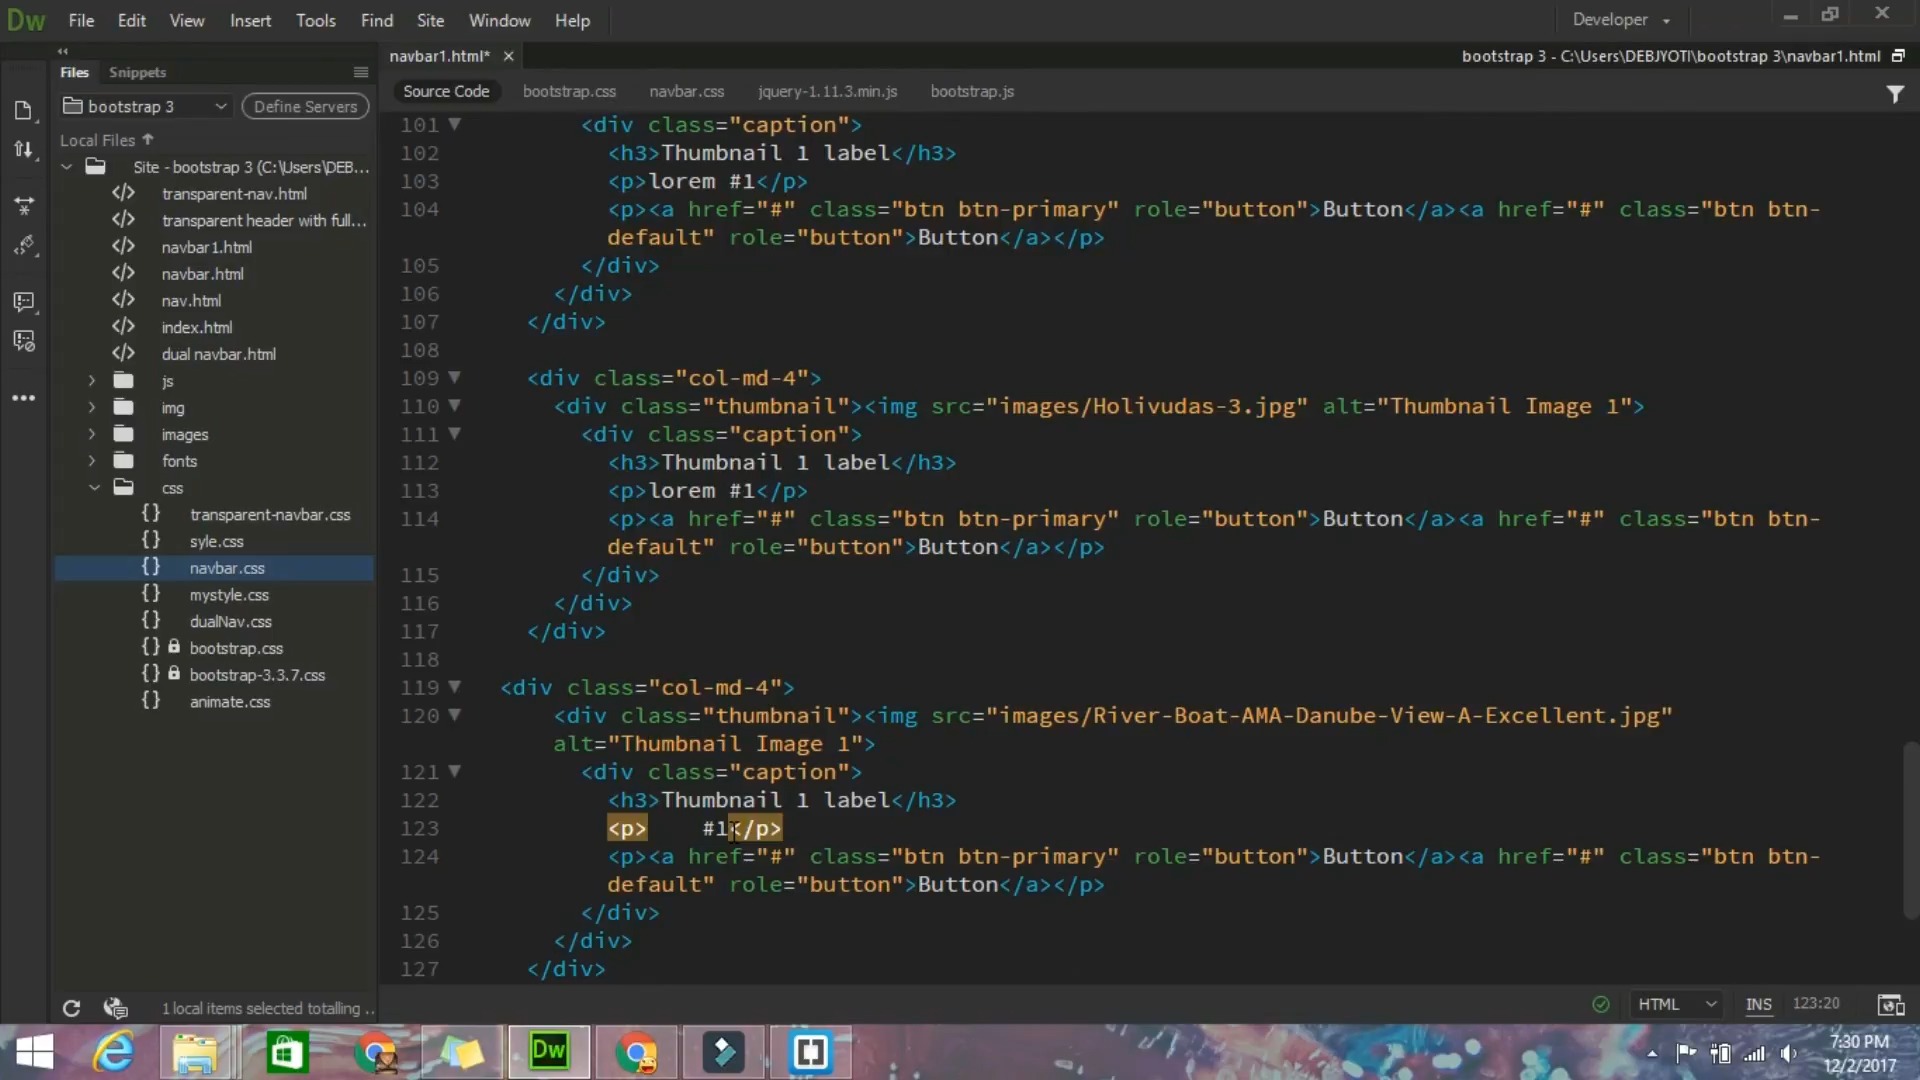 Dw File Edit View Insert Tools Find Site Window Help Developer
navbar1.html* bootstrap 3 - C:\Users\DEBJYOTI\bootstrap 3\navbar1.html
Files Snippets
Source Code bootstrap.css navbar.css jquery-1.11.3.min.js bootstrap.js
bootstrap 3 Define Servers
Local Files
Site - bootstrap 3 (C:\Users\DEB...
transparent-nav.html
transparent header with full...
navbar1.html
navbar.html
nav.html
index.html
dual navbar.html
js
img
images
fonts
css
{} transparent-navbar.css
{} syle.css
{} navbar.css
{} mystyle.css
{} dualNav.css
{} bootstrap.css
{} bootstrap-3.3.7.css
{} animate.css
1 local items selected totalling ..
101 <div class="caption">
102 <h3>Thumbnail 1 label</h3>
103 <p>lorem #1</p>
104 <p><a href="#" class="btn btn-primary" role="button">Button</a><a href="#" class="btn btn-
default" role="button">Button</a></p>
105 </div>
106 </div>
107 </div>
108
109 <div class="col-md-4">
110 <div class="thumbnail"><img src="images/Holivudas-3.jpg" alt="Thumbnail Image 1">
111 <div class="caption">
112 <h3>Thumbnail 1 label</h3>
113 <p>lorem #1</p>
114 <p><a href="#" class="btn btn-primary" role="button">Button</a><a href="#" class="btn btn-
default" role="button">Button</a></p>
115 </div>
116 </div>
117 </div>
118
119 <div class="col-md-4">
120 <div class="thumbnail"><img src="images/River-Boat-AMA-Danube-View-A-Excellent.jpg"
alt="Thumbnail Image 1">
121 <div class="caption">
122 <h3>Thumbnail 1 label</h3>
123 <p> #1</p>
124 <p><a href="#" class="btn btn-primary" role="button">Button</a><a href="#" class="btn btn-
default" role="button">Button</a></p>
125 </div>
126 </div>
127 </div>
HTML INS 123:20
Dw
7:30 PM
12/2/2017